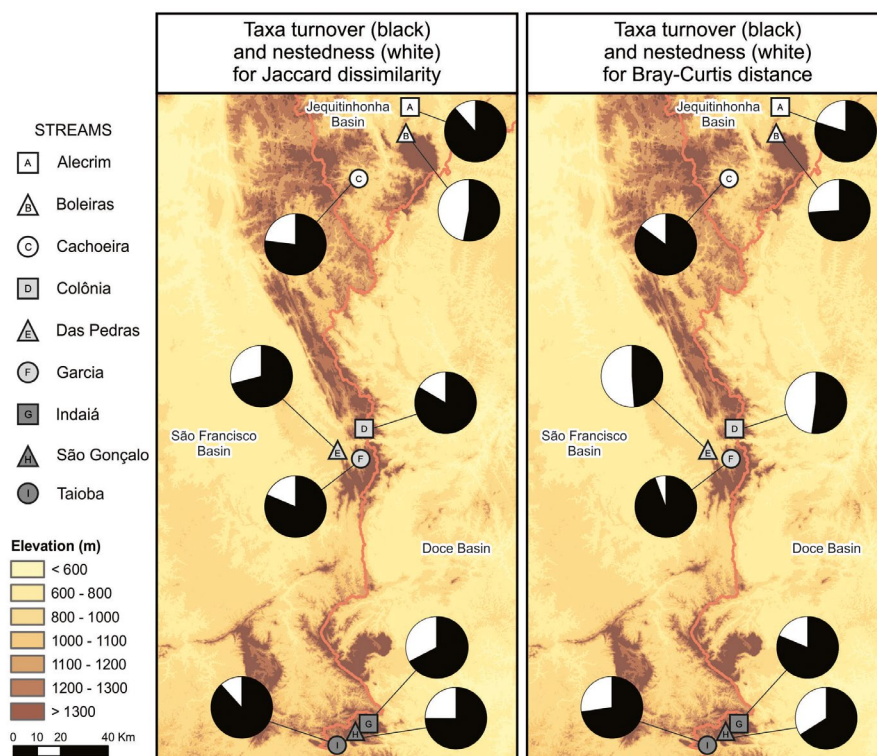 Taxa turnover (black)
and nestedness (white)
for Jaccard dissimilarity
Taxa turnover (black)
and nestedness (white)
for Bray-Curtis distance
STREAMS
A Alecrim
B Boleiras
C Cachoeira
D Colônia
E Das Pedras
F Garcia
G Indaiá
H São Gonçalo
I Taioba
Elevation (m)
< 600
600 - 800
800 - 1000
1000 - 1100
1100 - 1200
1200 - 1300
> 1300
0 10 20 40 Km
Jequitinhonha
Basin
A
B
C
D
São Francisco
Basin
E
F
Doce Basin
G
H
I
Jequitinhonha
Basin
A
B
C
D
São Francisco
Basin
E
F
Doce Basin
G
H
I